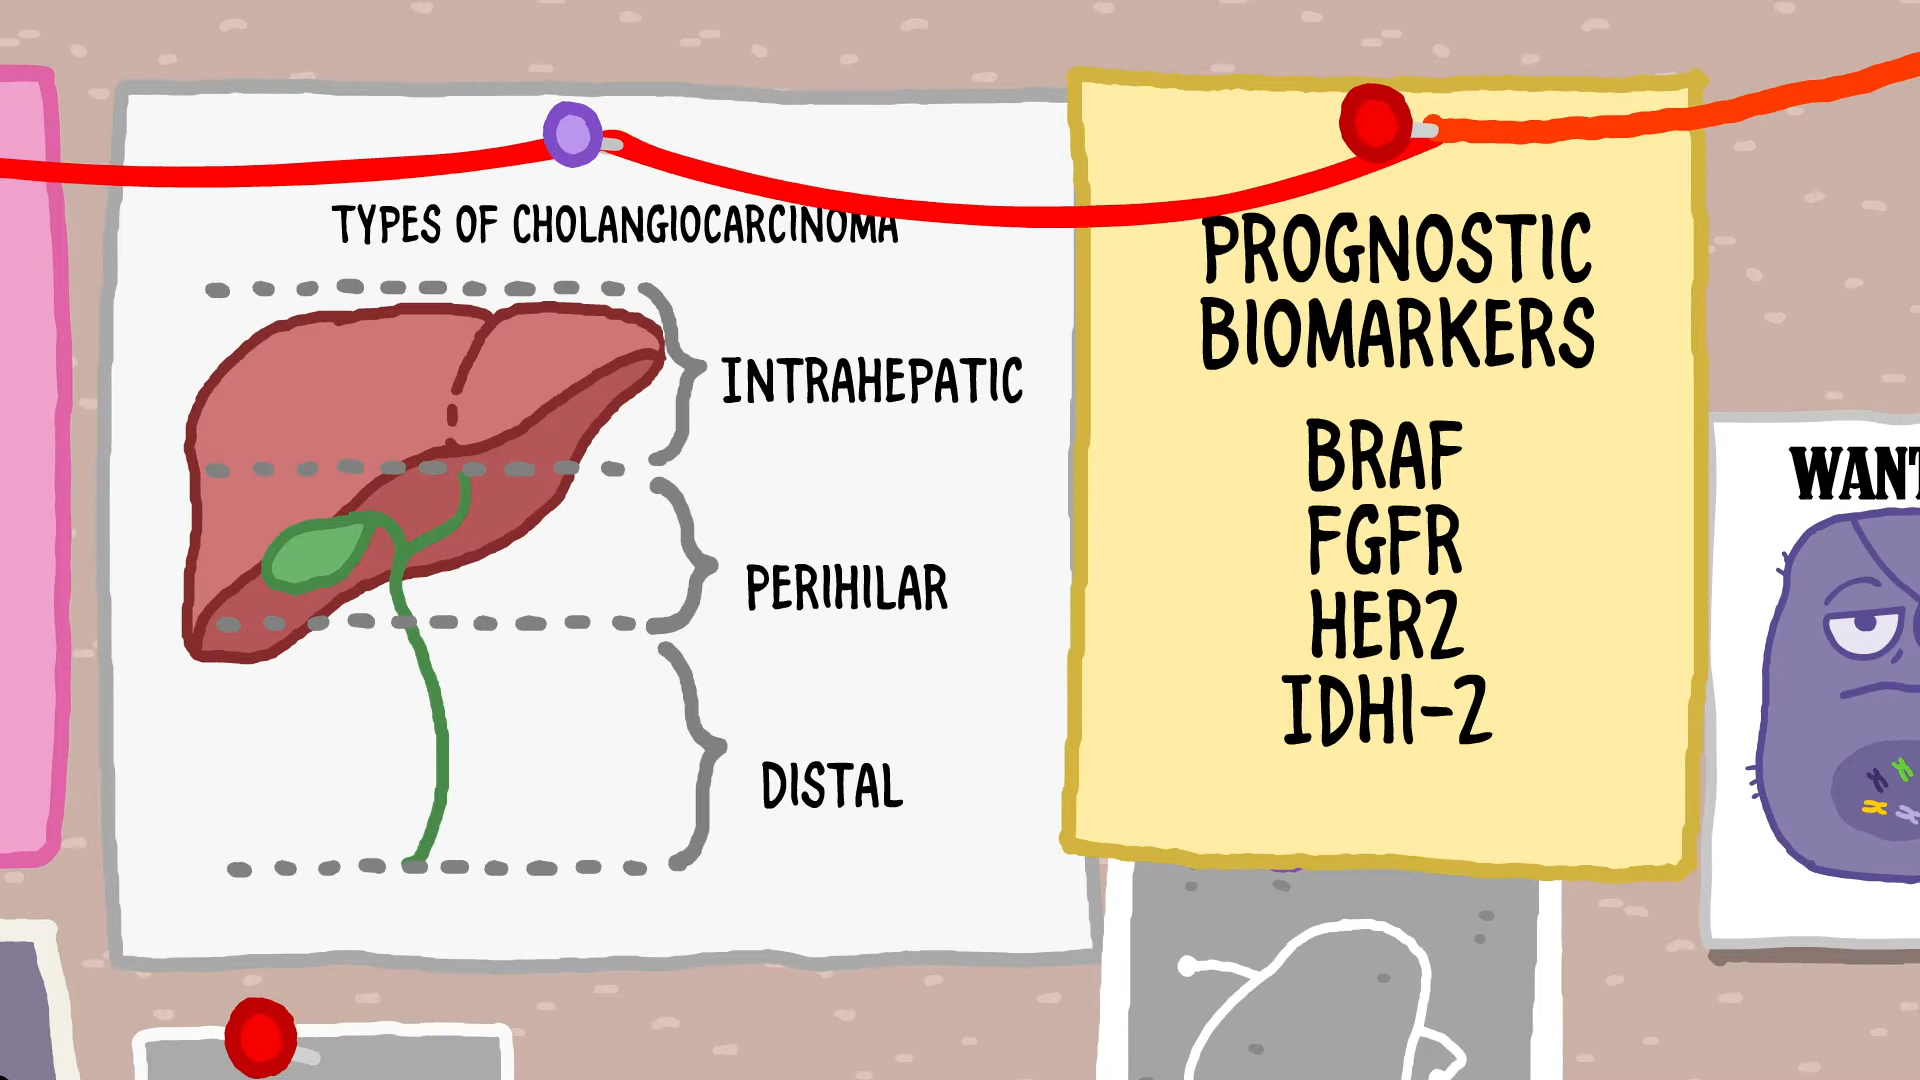 TYPES OF CHOLANGIOCARCINOMA
INTRAHEPATIC
PERIHILAR
DISTAL
PROGNOSTIC
BIOMARKERS
BRAF
FGFR
HER2
IDH1-2